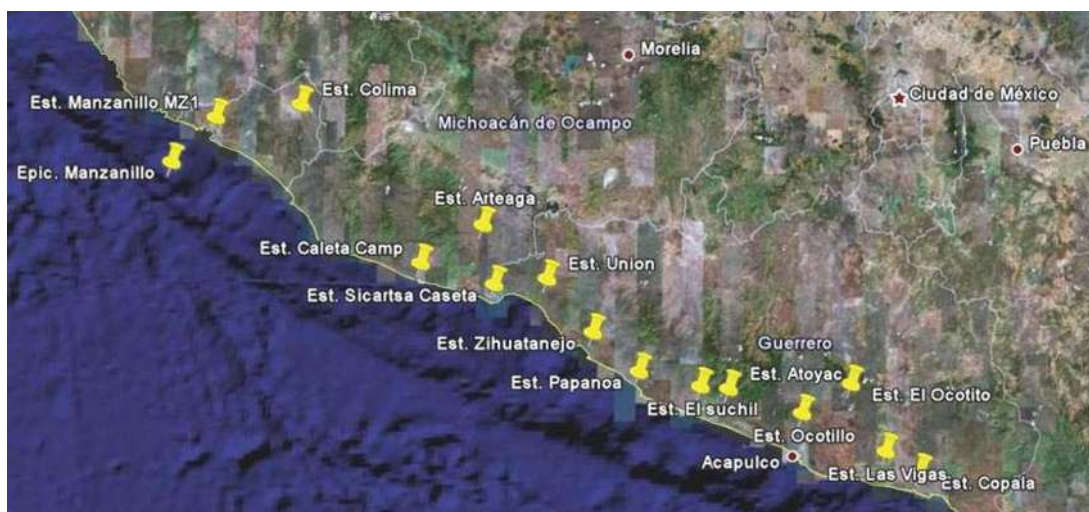 Morelia
Est. Colima
Ciudad de México
Est. Manzanillo MZ1
Michoacán de Ocampo
Puebla
Epic. Manzanillo
Est. Arteaga
Est. Caleta Camp
Est. Union
Est. Sicartsa Caseta
Est. Zihuatanejo
Guerrero
Est. Papanoa
Est. Atoyac
Est. El Ocotito
Est. El suchil
Est. Ocotillo
Acapulco
Est. Las Vigas
Est. Copala